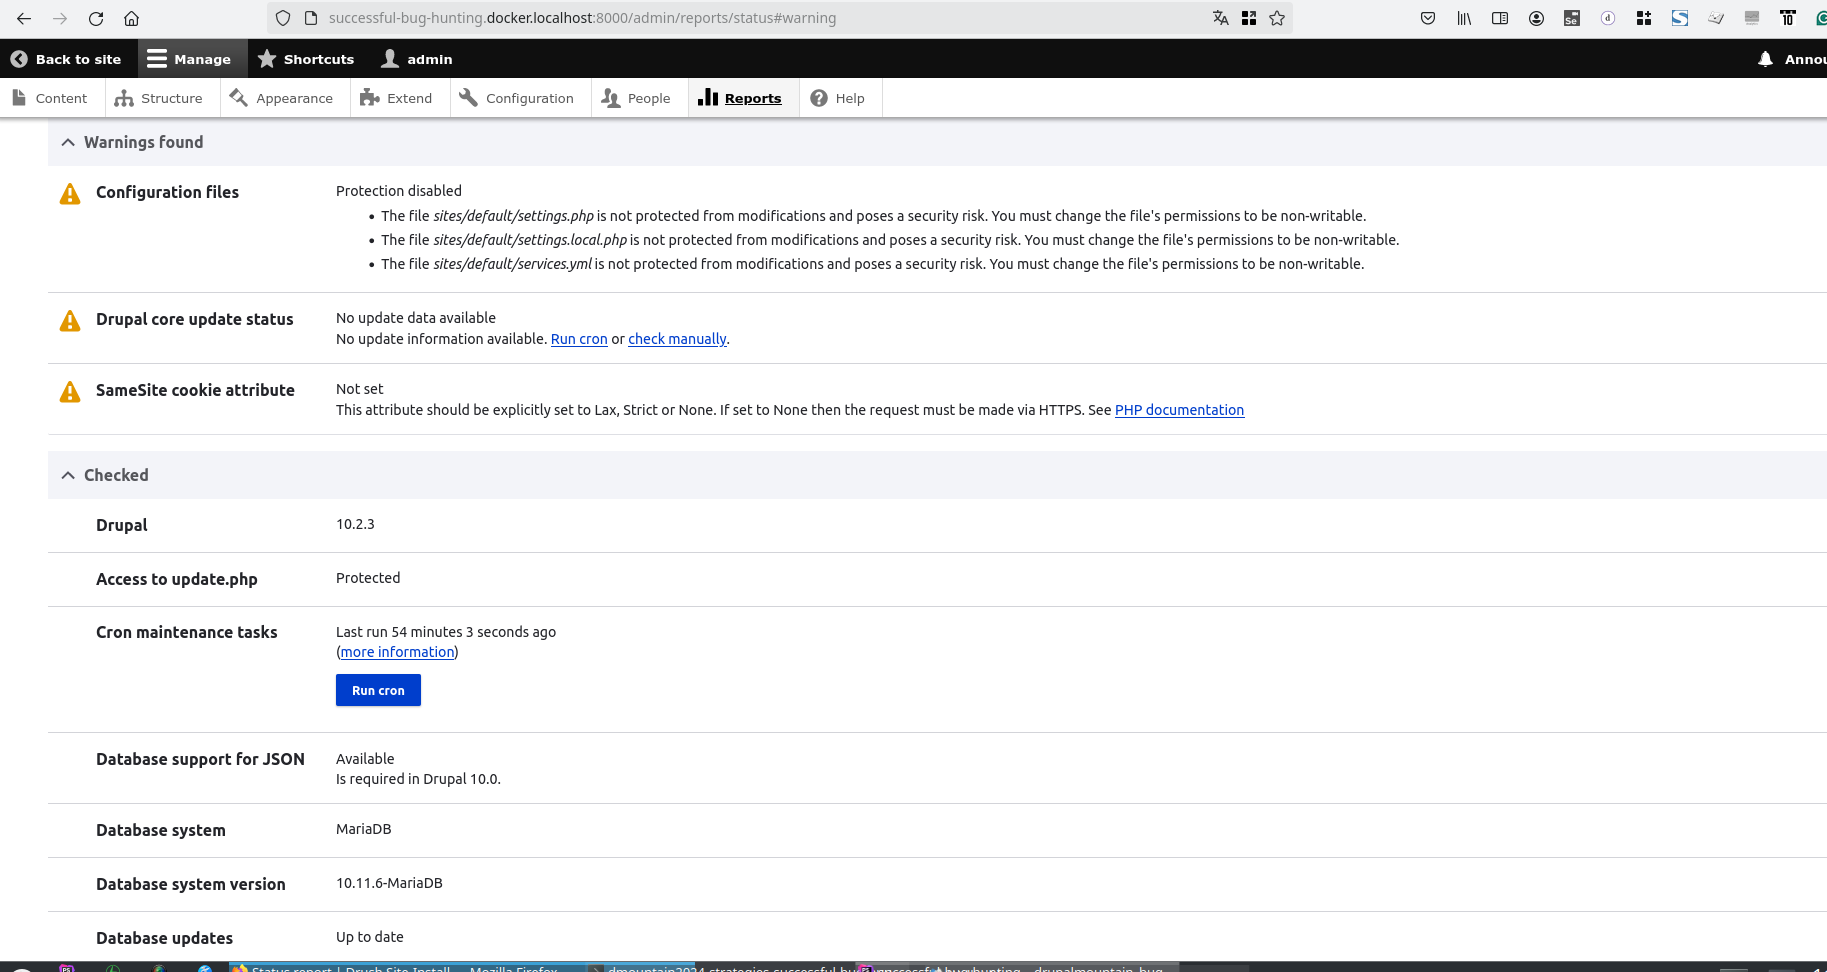 successful-bug-hunting.docker.localhost:8000/admin/reports/status#warning
Back to site Manage Shortcuts admin
Content Structure Appearance Extend Configuration People Reports Help
Warnings found
Configuration files Protection disabled
• The file sites/default/settings.php is not protected from modifications and poses a security risk. You must change the file's permissions to be non-writable.
• The file sites/default/settings.local.php is not protected from modifications and poses a security risk. You must change the file's permissions to be non-writable.
• The file sites/default/services.yml is not protected from modifications and poses a security risk. You must change the file's permissions to be non-writable.
Drupal core update status No update data available
No update information available. Run cron or check manually.
SameSite cookie attribute Not set
This attribute should be explicitly set to Lax, Strict or None. If set to None then the request must be made via HTTPS. See PHP documentation
Checked
Drupal 10.2.3
Access to update.php Protected
Cron maintenance tasks Last run 54 minutes 3 seconds ago
(more information)
Run cron
Database support for JSON Available
Is required in Drupal 10.0.
Database system MariaDB
Database system version 10.11.6-MariaDB
Database updates Up to date